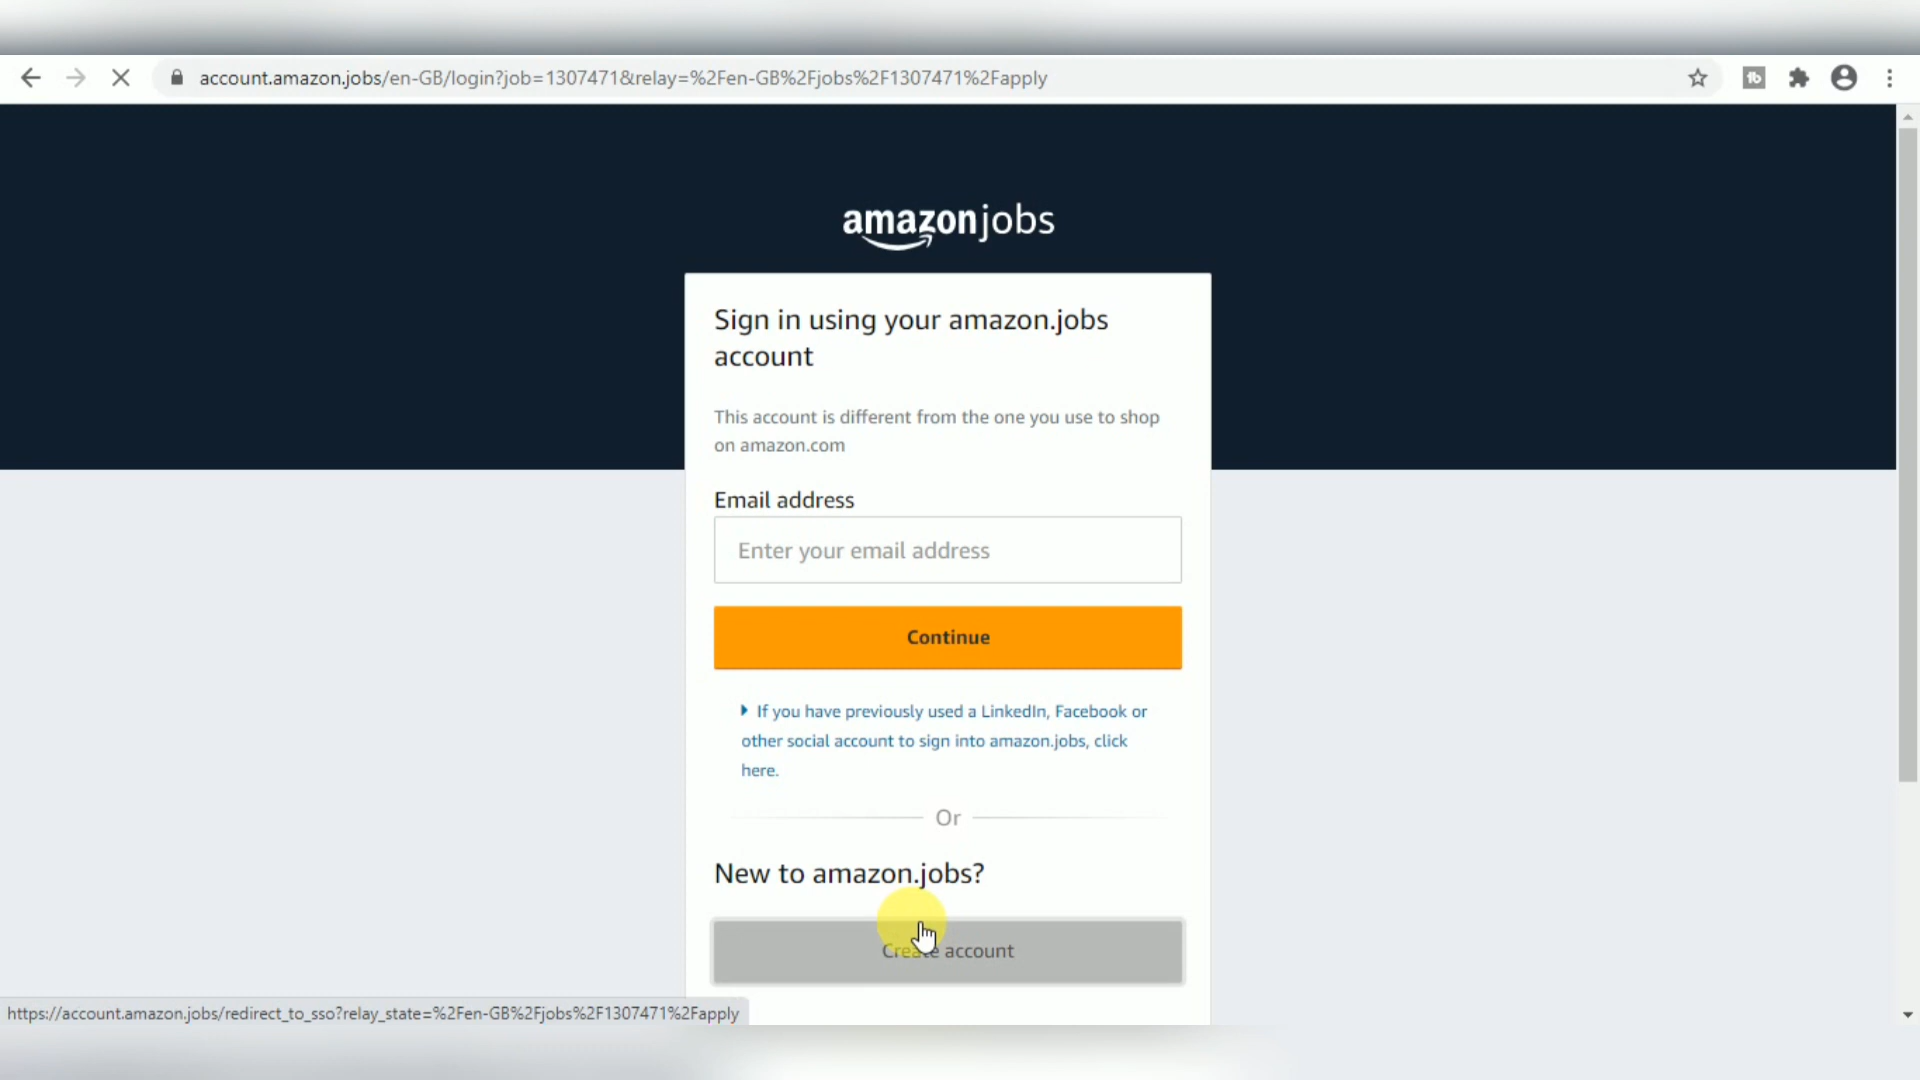 account.amazon.jobs/en-GB/login?job=1307471&relay=%2Fen-GB%2Fjobs%2F1307471%2Fapply
amazon jobs
Sign in using your amazon.jobs
account
This account is different from the one you use to shop
on amazon.com
Email address
Enter your email address
Continue
If you have previously used a LinkedIn, Facebook or
other social account to sign into amazon.jobs, click
here.
Or
New to amazon.jobs?
Create account
https://account.amazon.jobs/redirect_to_sso?relay_state=%2Fen-GB%2Fjobs%2F1307471%2Fapply